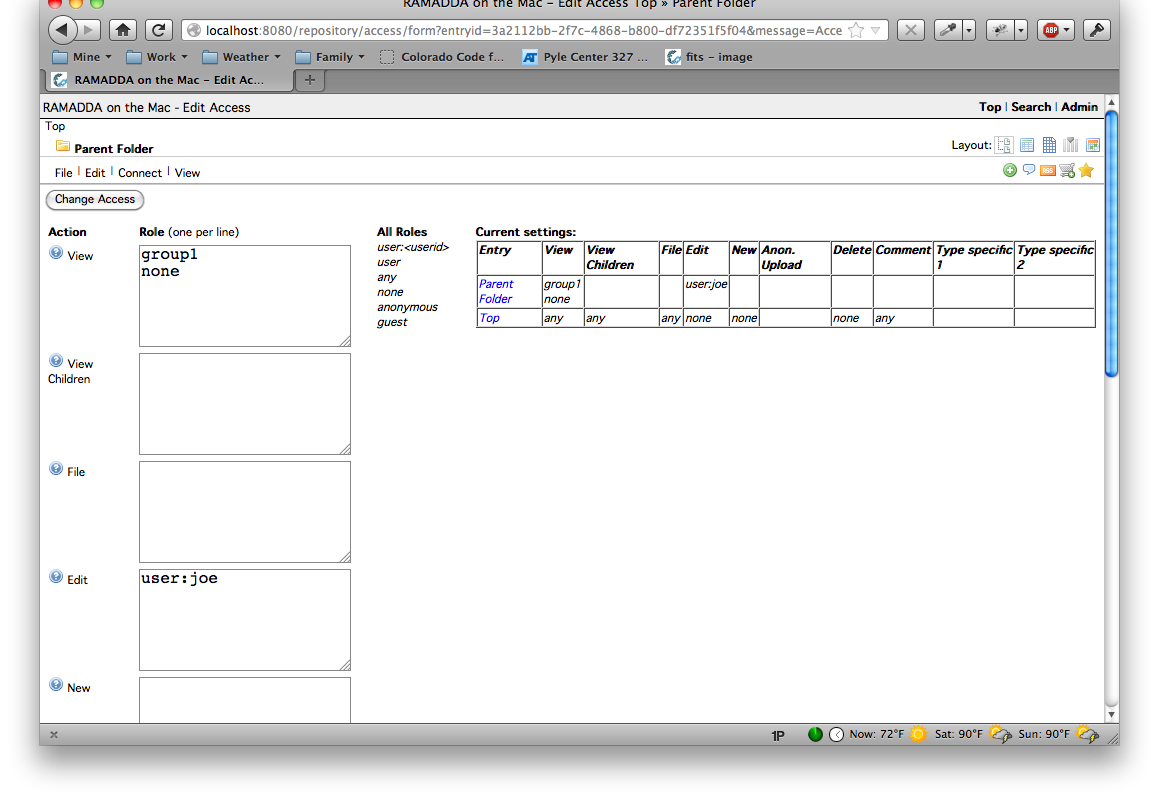 RAMADDA on the Mac - Edit Access Top » Parent Folder
localhost:8080/repository/access/form?entryid=3a2112bb-2f7c-4868-b800-df72351f5f04&message=Acce
ABP
Mine Work Weather Family Colorado Code f... AT Pyle Center 327 ... fits - image
RAMADDA on the Mac - Edit Ac...
RAMADDA on the Mac - Edit Access Top | Search | Admin
Top
Parent Folder Layout:
File | Edit | Connect | View
Change Access
Action Role (one per line) All Roles Current settings:
View
group1
none
user:<userid>
user
any
none
anonymous
guest
Entry View View Children File Edit New Anon. Upload Delete Comment Type specific 1 Type specific 2
Parent Folder group1 none user:joe
Top any any any none none none any
View Children
File
Edit user:joe
New
1P Now: 72°F Sat: 90°F Sun: 90°F